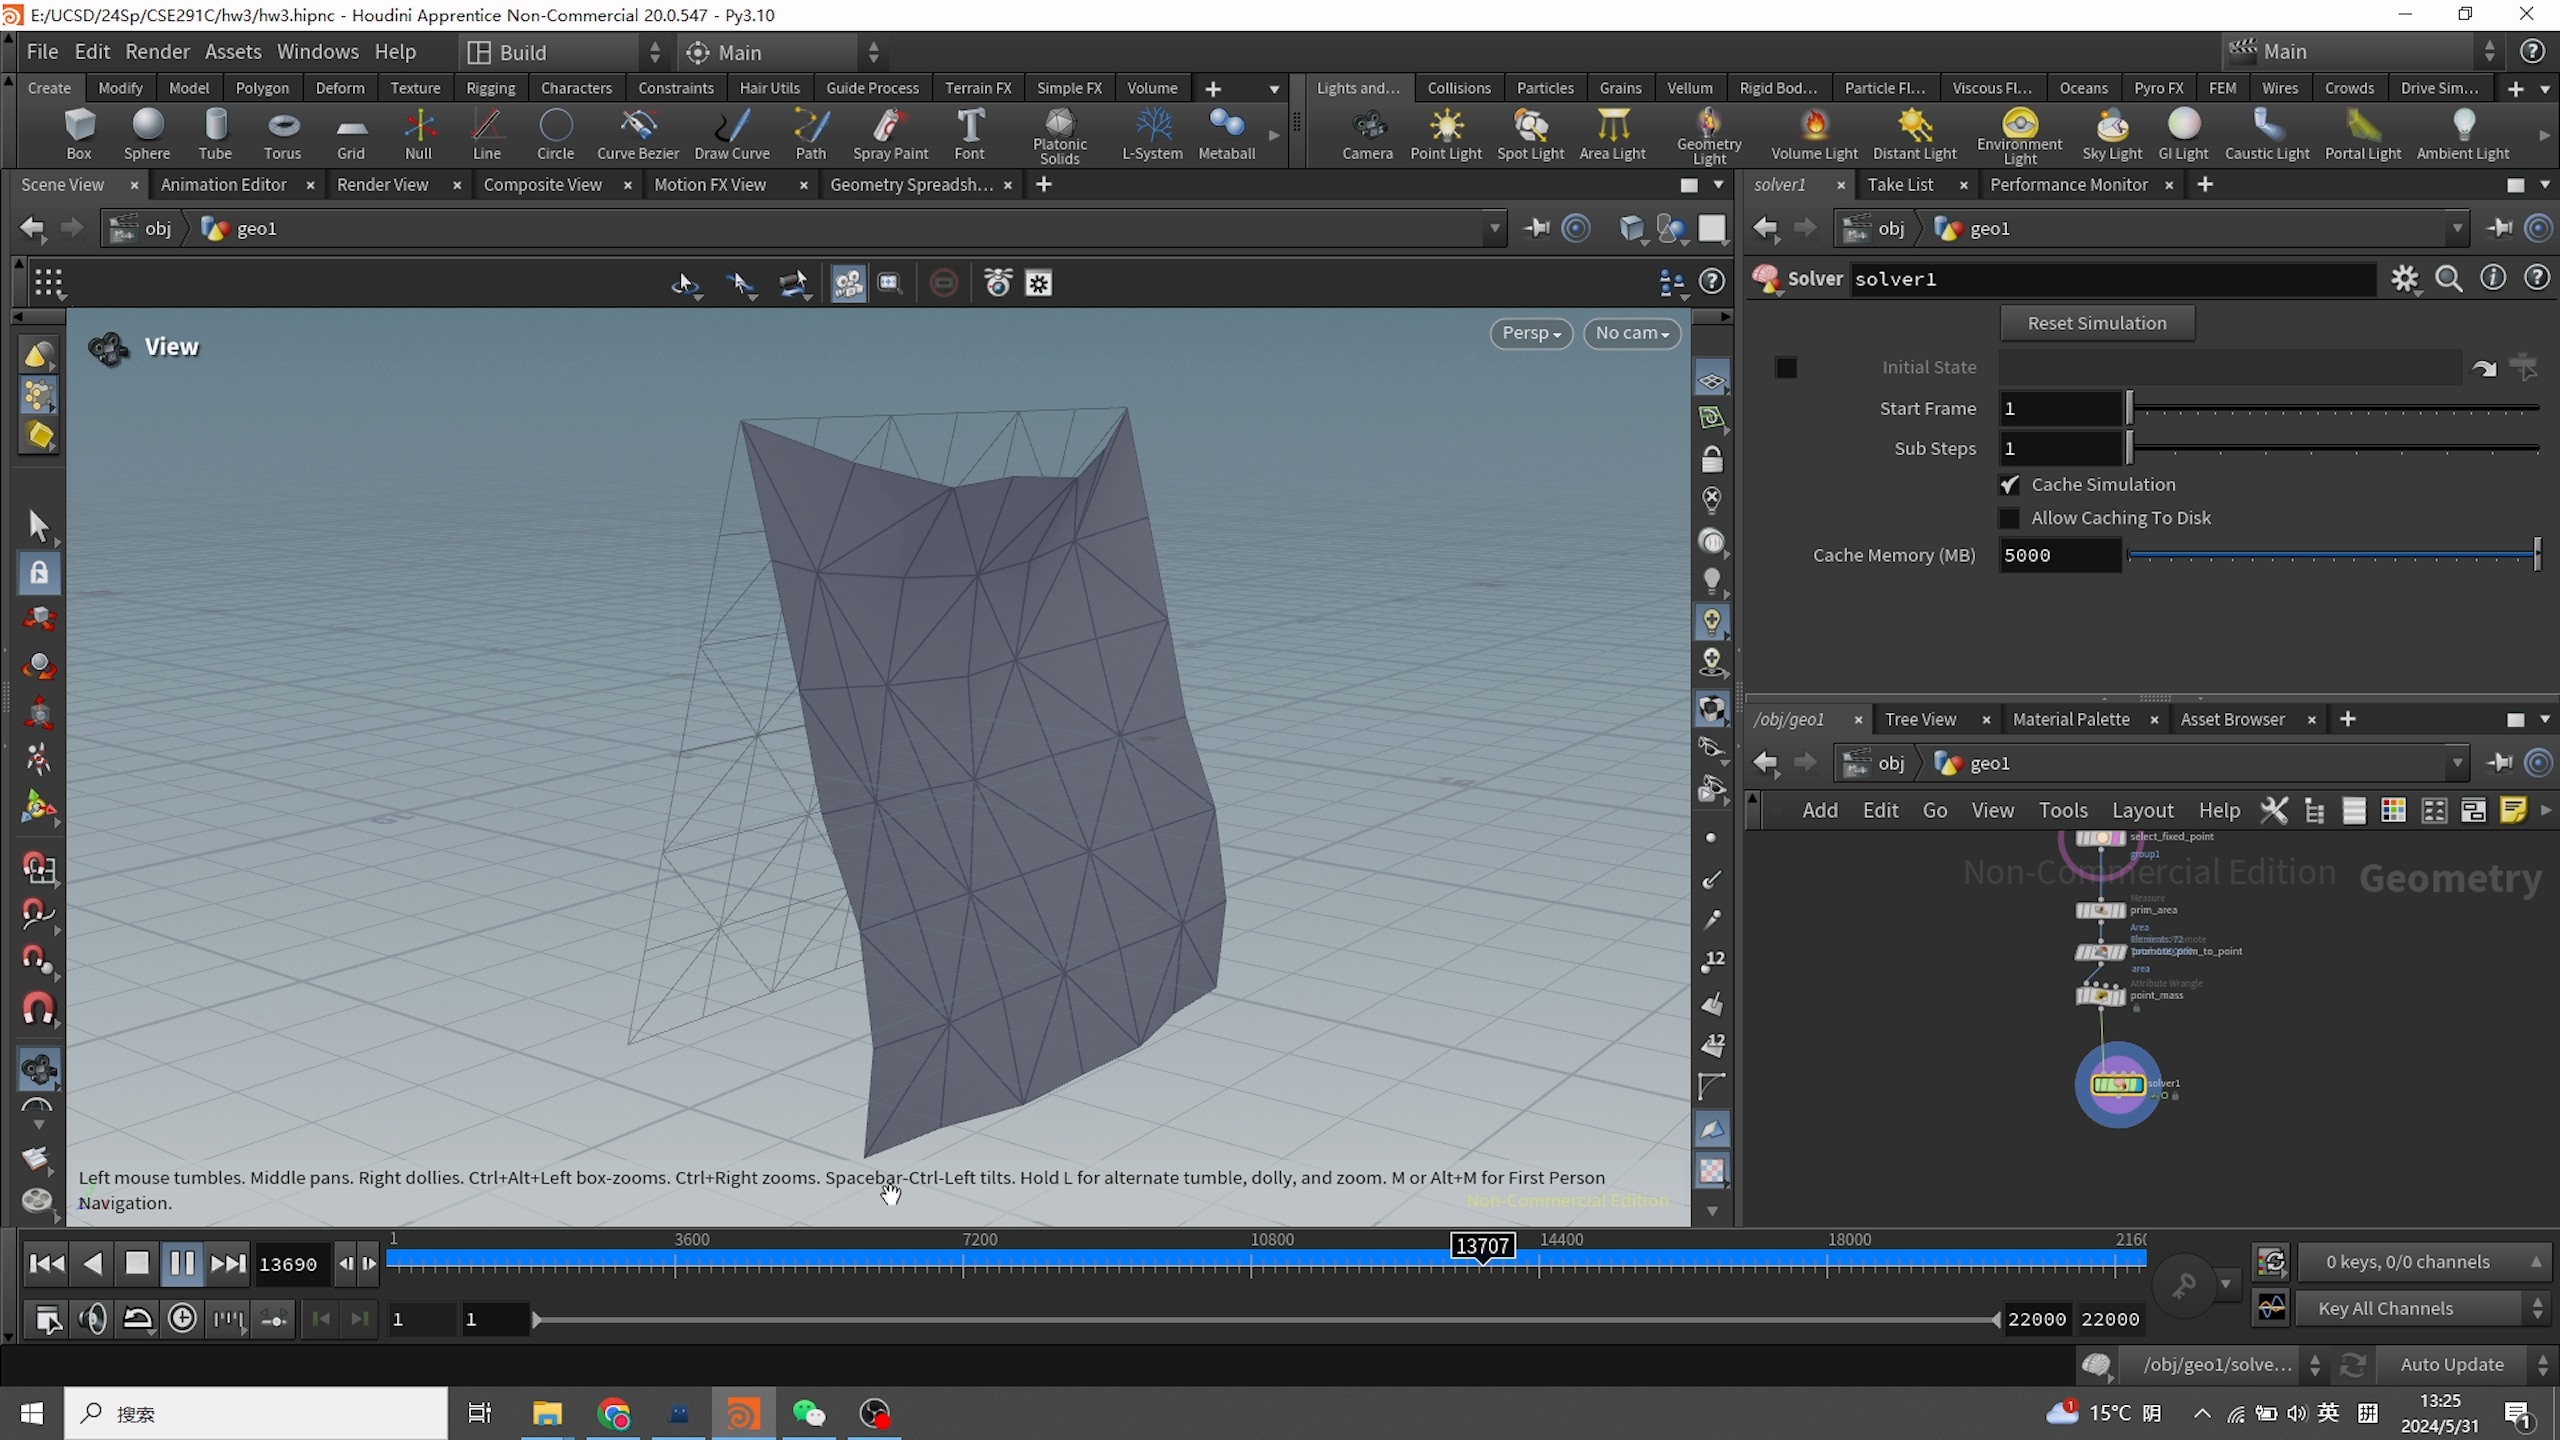 E:/UCSD/24Sp/CSE291C/hw3/hw3.hipnc - Houdini Apprentice Non-Commercial 20.0.547 - Py3.10
File Edit Render Assets Windows Help Build Main Main
Create Modify Model Polygon Deform Texture Rigging Characters Constraints Hair Utils Guide Process Terrain FX Simple FX Volume
Lights and... Collisions Particles Grains Vellum Rigid Bod... Particle Fl... Viscous Fl... Oceans Pyro FX FEM Wires Crowds Drive Sim...
Box Sphere Tube Torus Grid Null Line Circle Curve Bezier Draw Curve Path Spray Paint Font Platonic Solids L-System Metaball
Camera Point Light Spot Light Area Light Geometry Light Volume Light Distant Light Environment Light Sky Light GI Light Caustic Light Portal Light Ambient Light
Scene View Animation Editor Render View Composite View Motion FX View Geometry Spreadsh...
solver1 Take List Performance Monitor
obj geo1
obj geo1
Solver solver1
View
Persp No cam
Reset Simulation
Initial State
Start Frame 1
Sub Steps 1
Cache Simulation
Allow Caching To Disk
Cache Memory (MB) 5000
/obj/geo1 Tree View Material Palette Asset Browser
obj geo1
Add Edit Go View Tools Layout Help
select_fixed_point
group1
Non-Commercial Edition Geometry
Measure
prim_area
Area
area
Attribute Wrangle
point_mass
solver1
12
12
Left mouse tumbles. Middle pans. Right dollies. Ctrl+Alt+Left box-zooms. Ctrl+Right zooms. Spacebar-Ctrl-Left tilts. Hold L for alternate tumble, dolly, and zoom. M or Alt+M for First Person
Navigation.
Non-Commercial Edition
13690 1 3600 7200 10800 13707 14400 18000
0 keys, 0/0 channels
1 1 22000 22000
Key All Channels
/obj/geo1/solve... Auto Update
搜索
1 15°C 阴 英 拼 13:25
2024/5/31 1